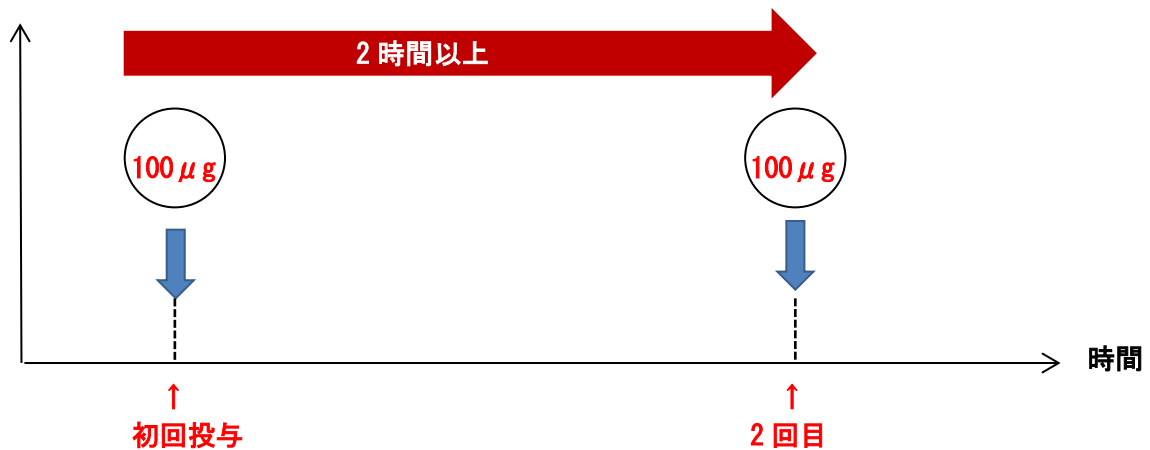 2 時間以上
100μg
100μg
時間
↑
↑
初回投与
2 回目